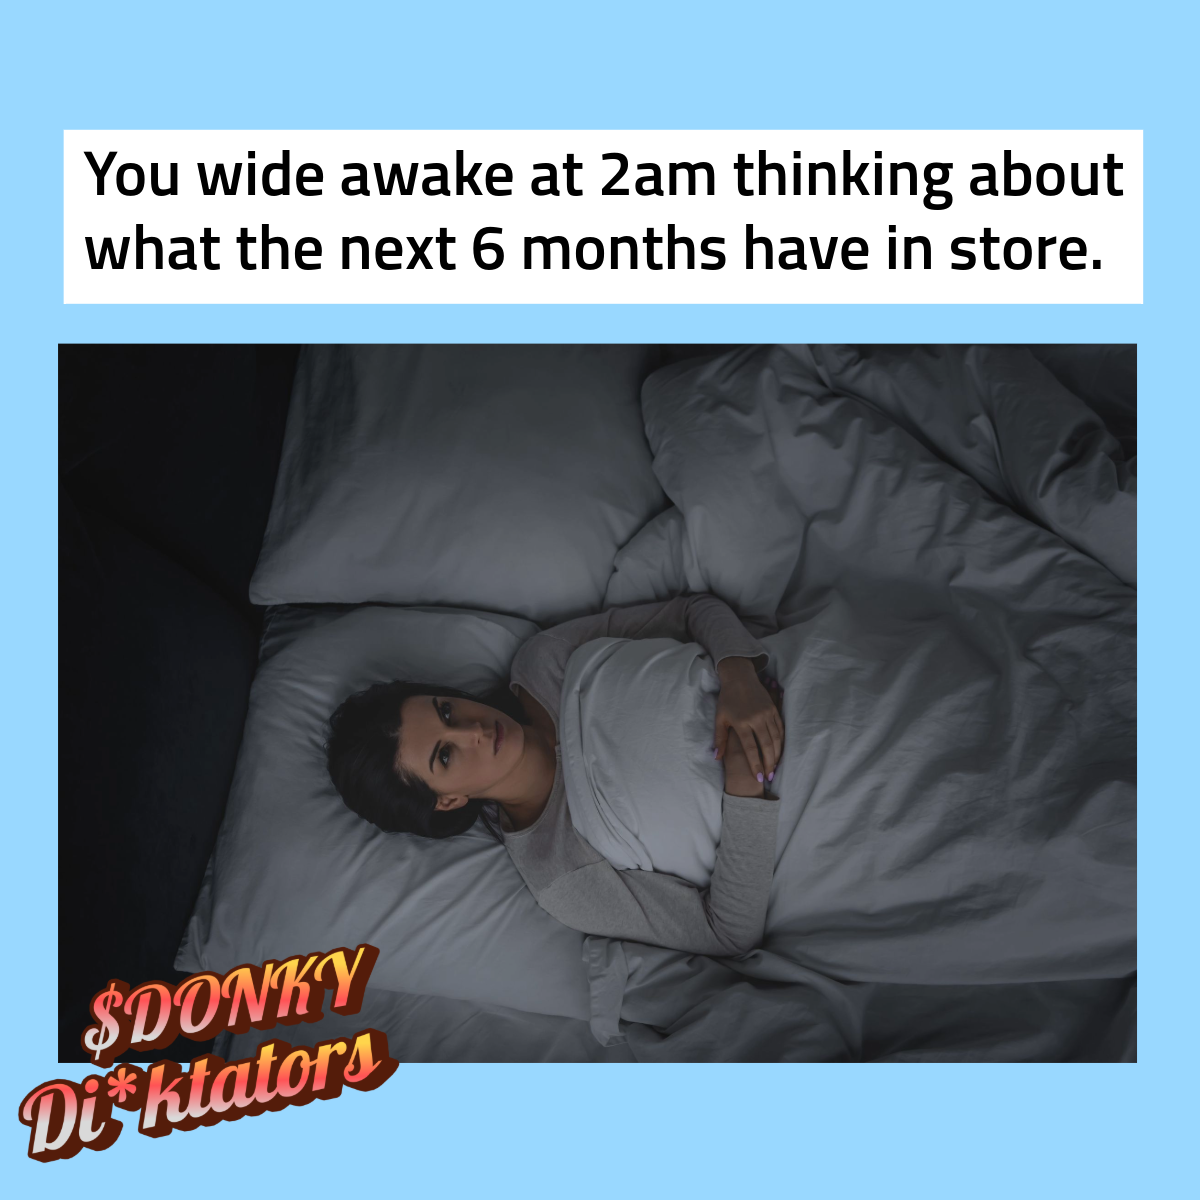 You wide awake at 2am thinking about
what the next 6 months have in store.
$DONKY
Di*ktators